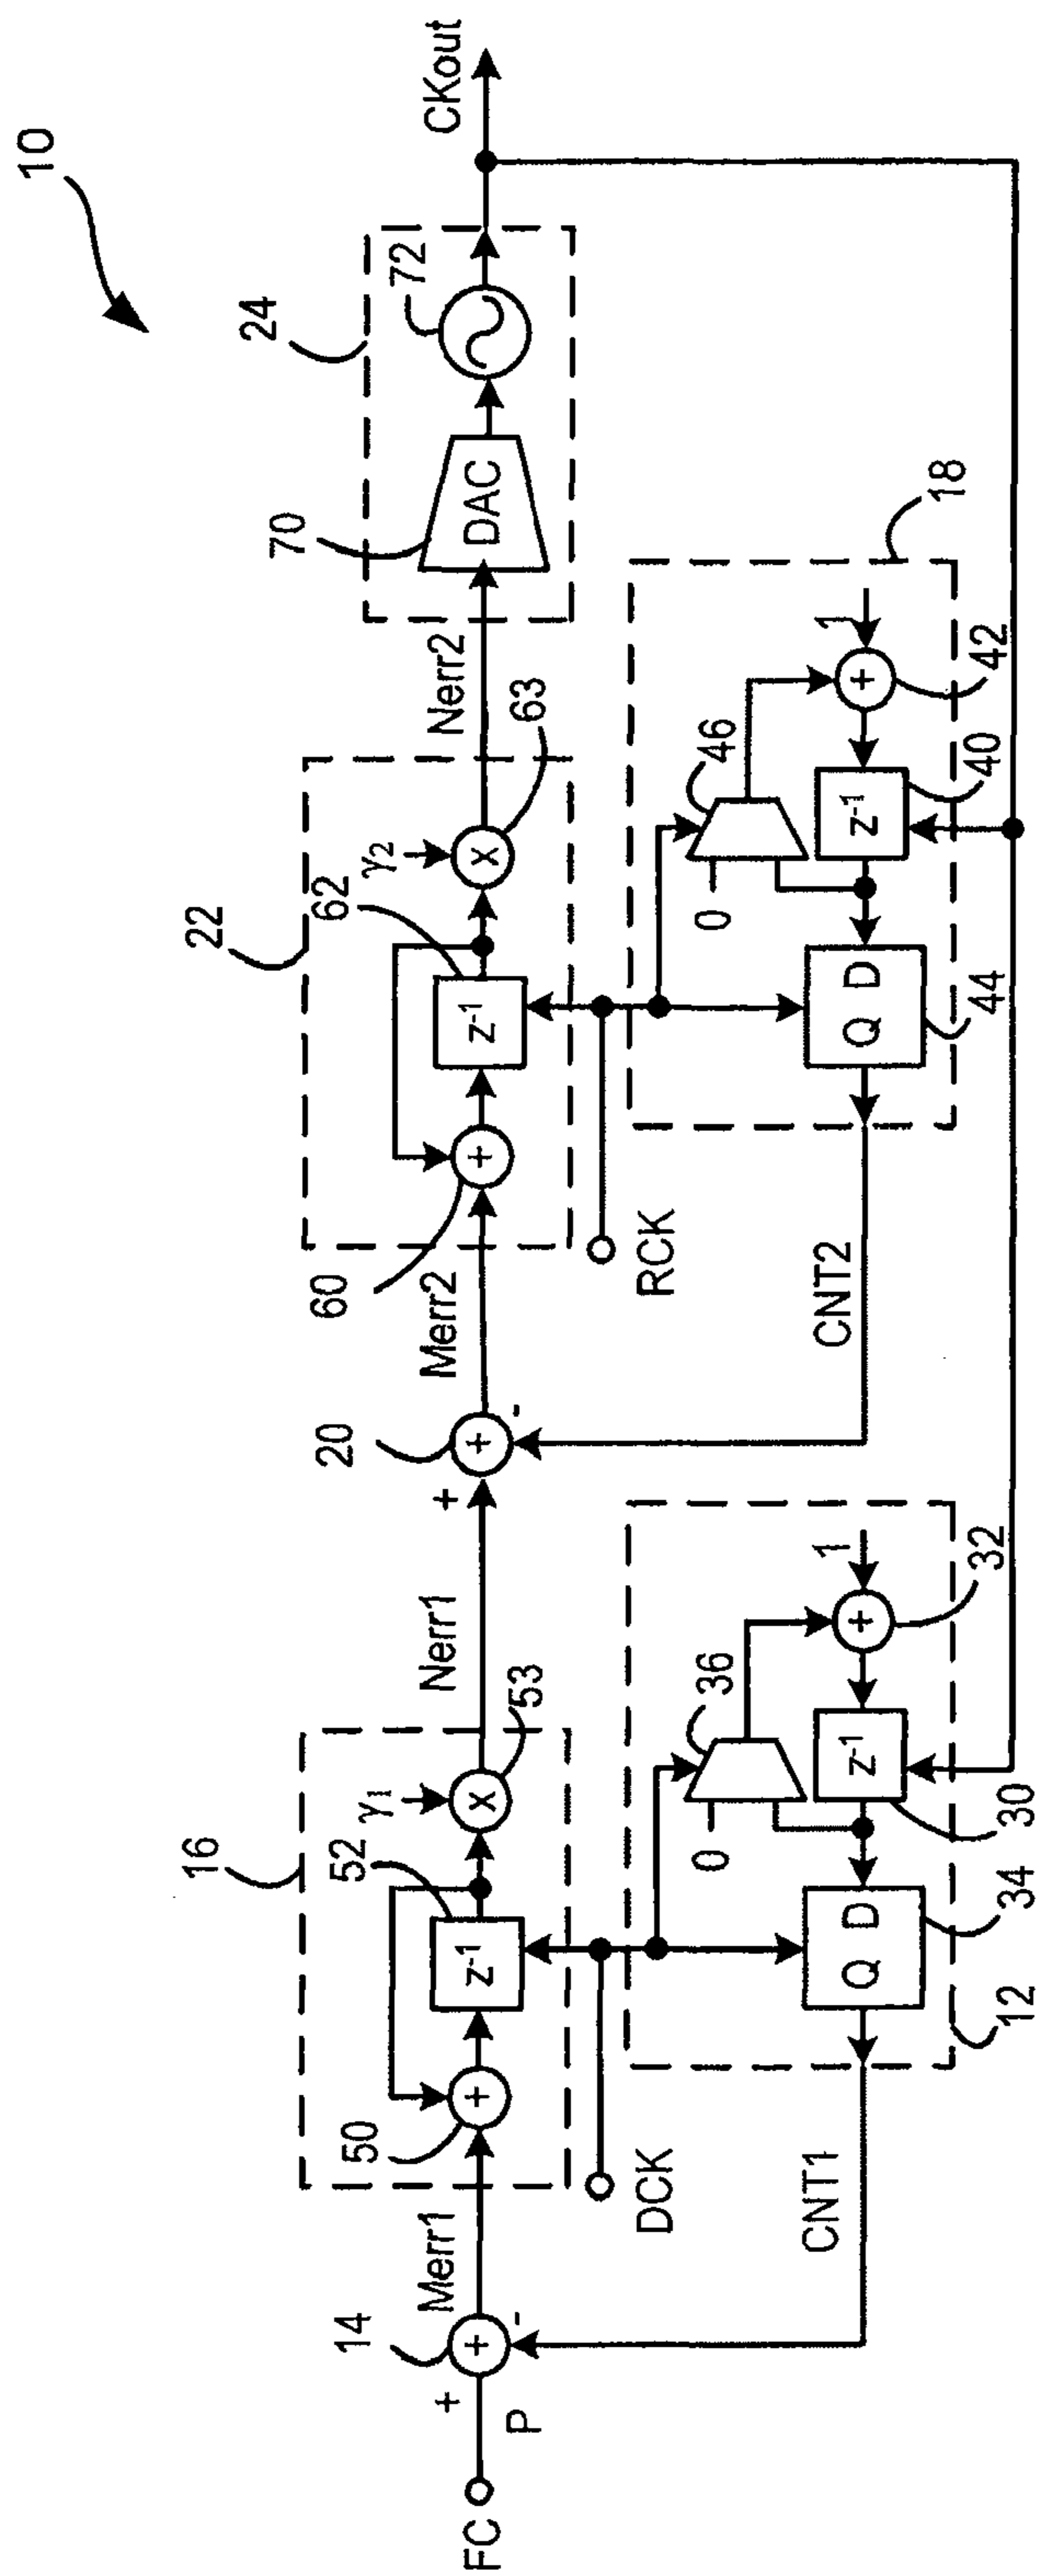 10
FC
P
+
-
14
+
Merr1
16
50
+
z⁻¹
52
γ₁
x
53
Nerr1
+
-
20
+
Merr2
22
60
+
z⁻¹
62
γ₂
x
63
Nerr2
24
70
DAC
72
CKout
DCK
RCK
CNT1
12
34
Q D
0
36
z⁻¹
30
1
+
32
CNT2
18
44
Q D
0
46
z⁻¹
40
1
+
42